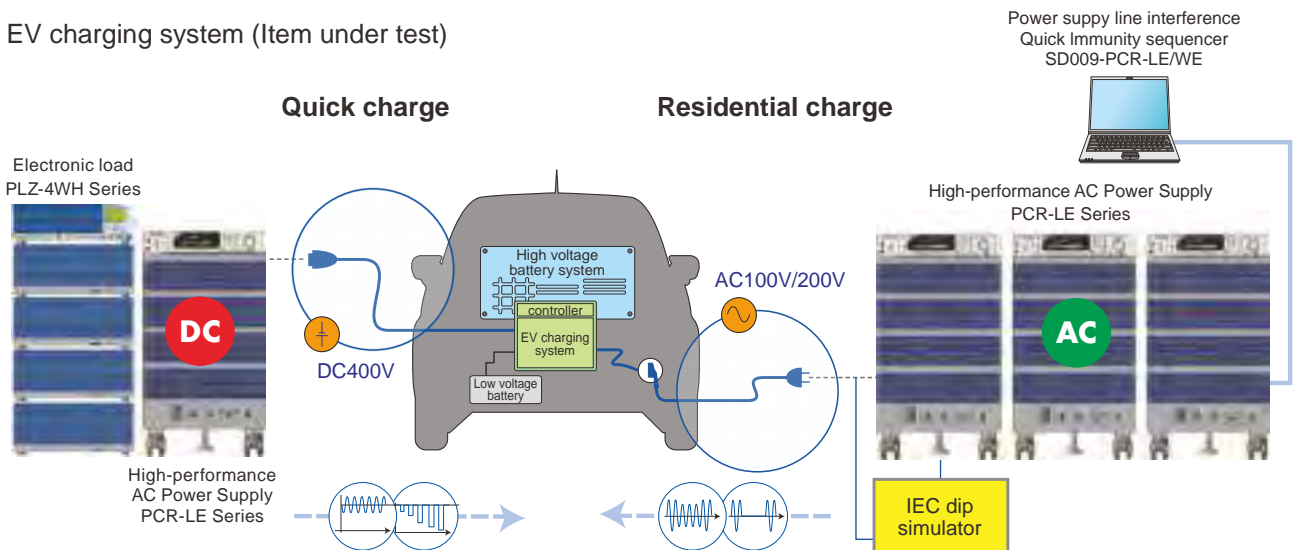 EV charging system (Item under test)
Power suppy line interference
Quick Immunity sequencer
SD009-PCR-LE/WE
Quick charge
Residential charge
Electronic load
PLZ-4WH Series
High-performance AC Power Supply
PCR-LE Series
DC
DC400V
High voltage
battery system
controller
EV charging
system
Low voltage
battery
AC100V/200V
AC
High-performance
AC Power Supply
PCR-LE Series
IEC dip
simulator